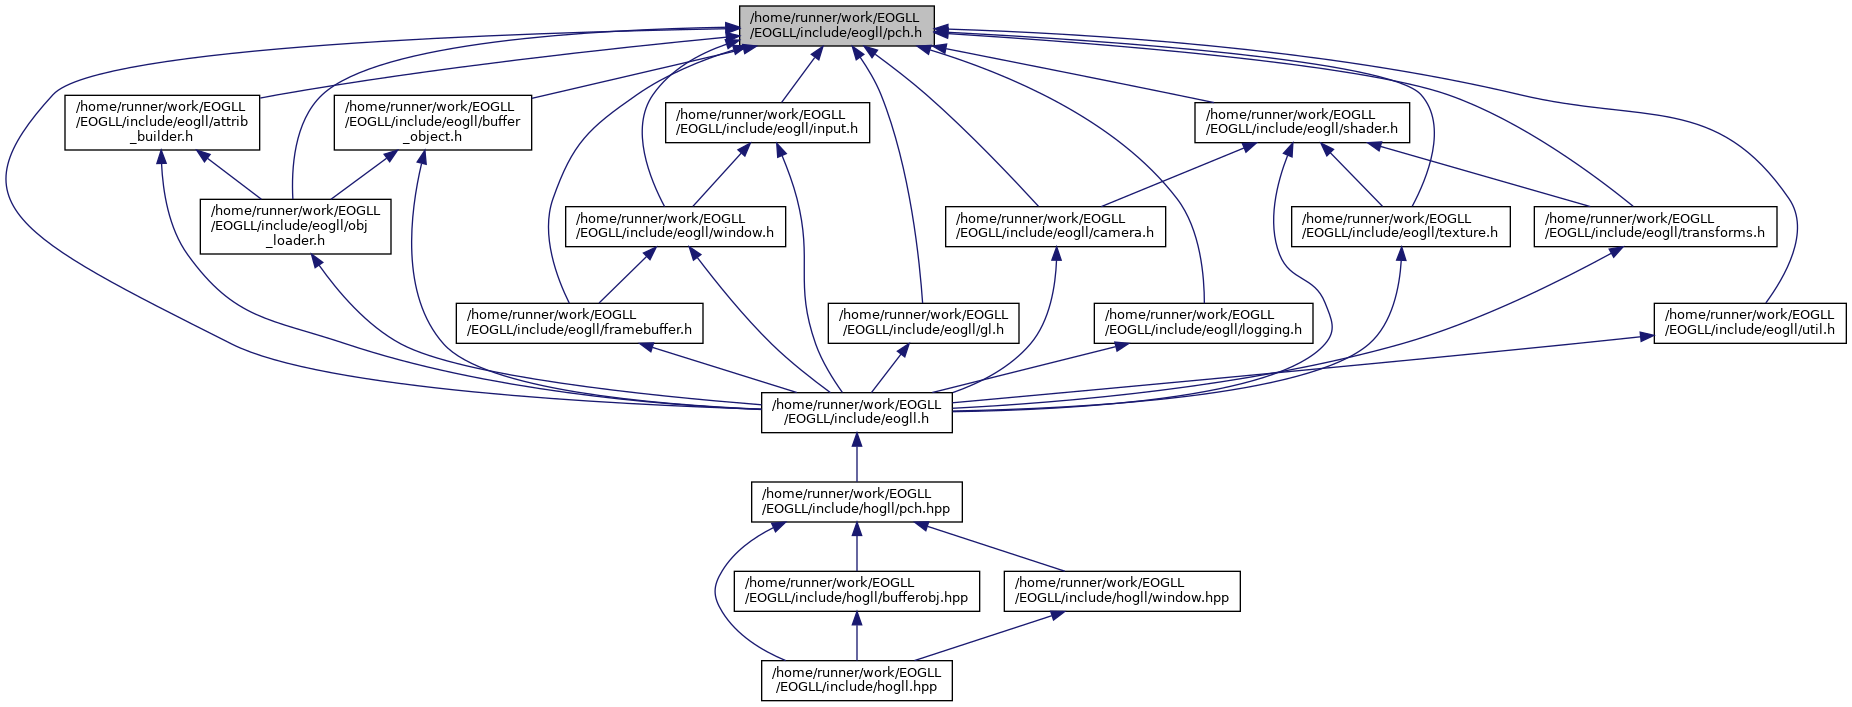 /home/runner/work/EOGLL
/EOGLL/include/eogll/pch.h
/home/runner/work/EOGLL
/EOGLL/include/eogll/attrib
_builder.h
/home/runner/work/EOGLL
/EOGLL/include/eogll/buffer
_object.h
/home/runner/work/EOGLL
/EOGLL/include/eogll/input.h
/home/runner/work/EOGLL
/EOGLL/include/eogll/shader.h
/home/runner/work/EOGLL
/EOGLL/include/eogll/obj
_loader.h
/home/runner/work/EOGLL
/EOGLL/include/eogll/window.h
/home/runner/work/EOGLL
/EOGLL/include/eogll/camera.h
/home/runner/work/EOGLL
/EOGLL/include/eogll/texture.h
/home/runner/work/EOGLL
/EOGLL/include/eogll/transforms.h
/home/runner/work/EOGLL
/EOGLL/include/eogll/framebuffer.h
/home/runner/work/EOGLL
/EOGLL/include/eogll/gl.h
/home/runner/work/EOGLL
/EOGLL/include/eogll/logging.h
/home/runner/work/EOGLL
/EOGLL/include/eogll/util.h
/home/runner/work/EOGLL
/EOGLL/include/eogll.h
/home/runner/work/EOGLL
/EOGLL/include/hogll/pch.hpp
/home/runner/work/EOGLL
/EOGLL/include/hogll/bufferobj.hpp
/home/runner/work/EOGLL
/EOGLL/include/hogll/window.hpp
/home/runner/work/EOGLL
/EOGLL/include/hogll.hpp